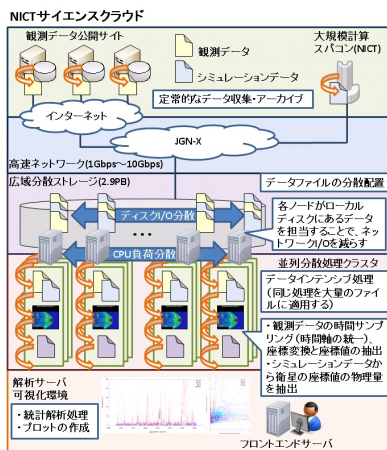 NICTサイエンスクラウド
観測データ公開サイト
大規模計算
スパコン(NICT)
観測データ
シミュレーションデータ
定常的なデータ収集・アーカイブ
インターネット
JGN-X
高速ネットワーク(1Gbps～10Gbps)
広域分散ストレージ(2.9PB)
データファイルの分散配置
ディスクI/O分散
各ノードがローカル
ディスクにあるデータ
を担当することで、ネッ
トワークI/Oを減らす
CPU負荷分散
並列分散処理クラスタ
データインテンシブ処理
(同じ処理を大量のファイ
ルに適用する)
・観測データの時間サンプ
リング(時間軸の統一)、
座標変換と座標値の抽出
・シミュレーションデータか
ら衛星の座標値の物理量
を抽出
解析サーバ
可視化環境
・統計解析処理
・プロットの作成
フロントエンドサーバ